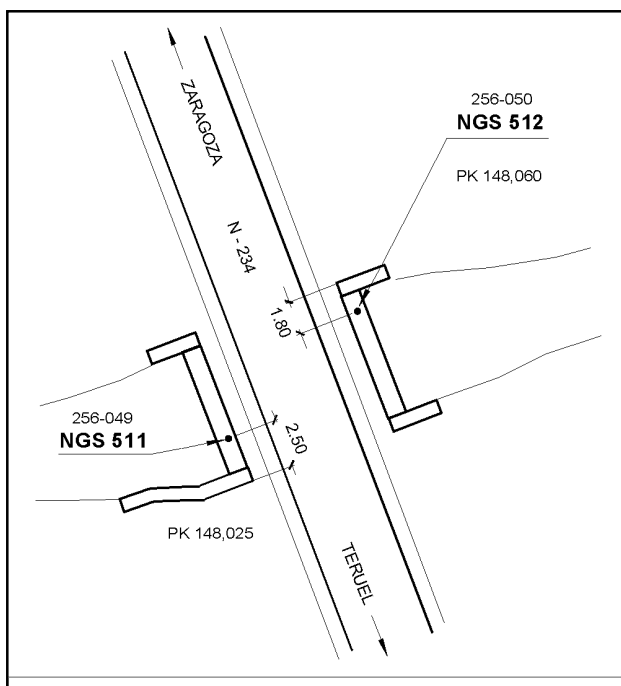 ZARAGOZA
256-050
NGS 512
PK 148,060
N - 234
1.80
256-049
NGS 511
2.50
PK 148,025
TERUEL